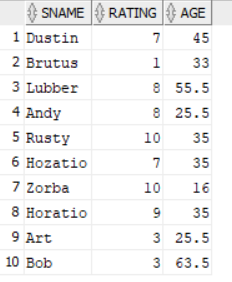 SNAME RATING AGE
1 Dustin 7 45
2 Brutus 1 33
3 Lubber 8 55.5
4 Andy 8 25.5
5 Rusty 10 35
6 Hozatio 7 35
7 Zorba 10 16
8 Horatio 9 35
9 Art 3 25.5
10 Bob 3 63.5